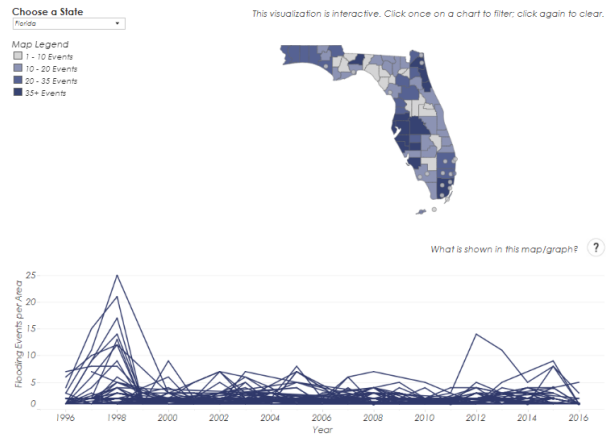 Choose a State
This visualization is interactive. Click once on a chart to filter; click again to clear.
Florida
Map Legend
1 - 10 Events
10 - 20 Events
20 - 35 Events
35+ Events
What is shown in this map/graph? ?
Flooding Events per Area
25
20
15
10
5
0
1996 1998 2000 2002 2004 2006 2008 2010 2012 2014 2016
Year